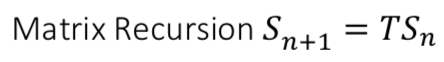 Matrix Recursion $S_{n+1} = TS_n$